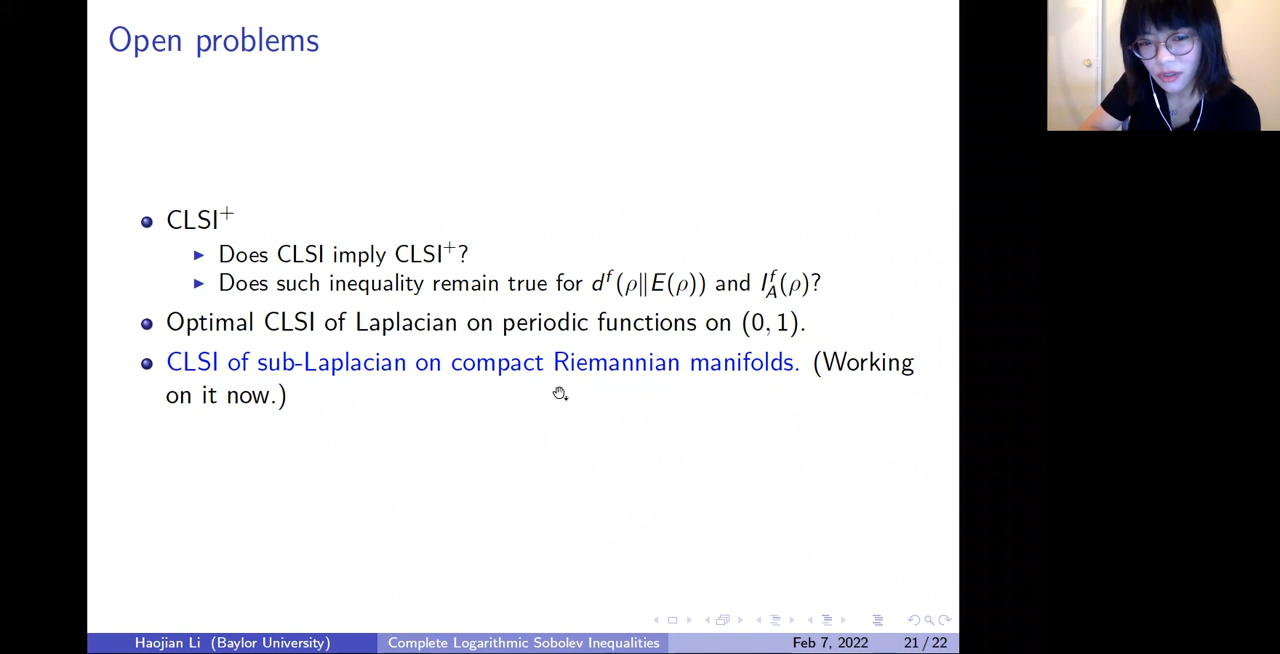 Open problems
CLSI⁺
Does CLSI imply CLSI⁺?
Does such inequality remain true for dᶠ(ρ‖E(ρ)) and Iᶠ_A(ρ)?
Optimal CLSI of Laplacian on periodic functions on (0, 1).
CLSI of sub-Laplacian on compact Riemannian manifolds. (Working
on it now.)
Haojian Li (Baylor University) Complete Logarithmic Sobolev Inequalities Feb 7, 2022 21 / 22